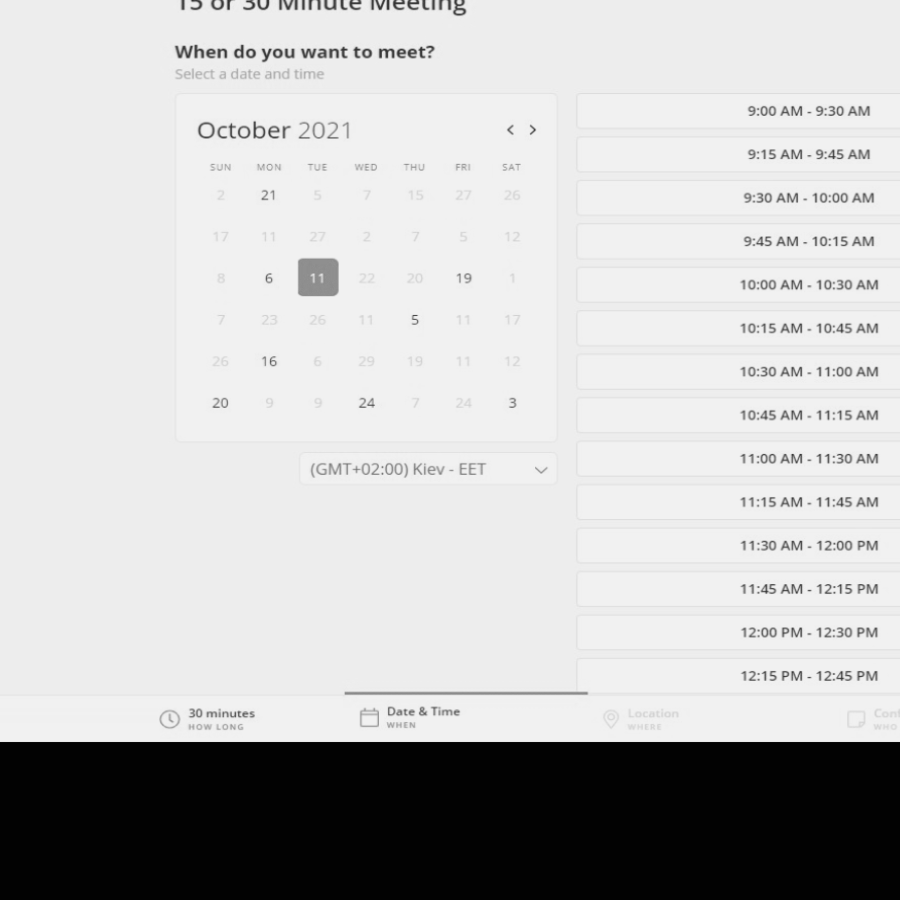 15 or 30 Minute Meeting
When do you want to meet?
Select a date and time
October 2021
SUN MON TUE WED THU FRI SAT
2 21 5 7 15 27 26
17 11 27 2 7 5 12
8 6 11 22 20 19 1
7 23 26 11 5 11 17
26 16 6 29 19 11 12
20 9 9 24 7 24 3
(GMT+02:00) Kiev - EET
9:00 AM - 9:30 AM
9:15 AM - 9:45 AM
9:30 AM - 10:00 AM
9:45 AM - 10:15 AM
10:00 AM - 10:30 AM
10:15 AM - 10:45 AM
10:30 AM - 11:00 AM
10:45 AM - 11:15 AM
11:00 AM - 11:30 AM
11:15 AM - 11:45 AM
11:30 AM - 12:00 PM
11:45 AM - 12:15 PM
12:00 PM - 12:30 PM
12:15 PM - 12:45 PM
30 minutes
HOW LONG
Date & Time
WHEN
Location
WHERE
WHO